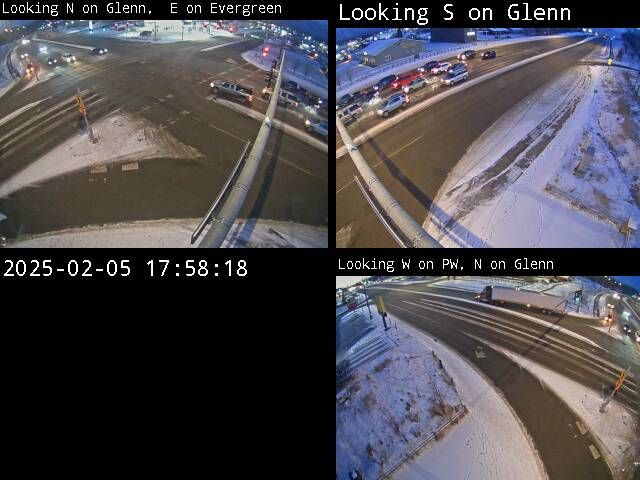 Looking N on Glenn,  E on Evergreen
Looking S on Glenn
2025-02-05 17:58:18
Looking W on PW, N on Glenn